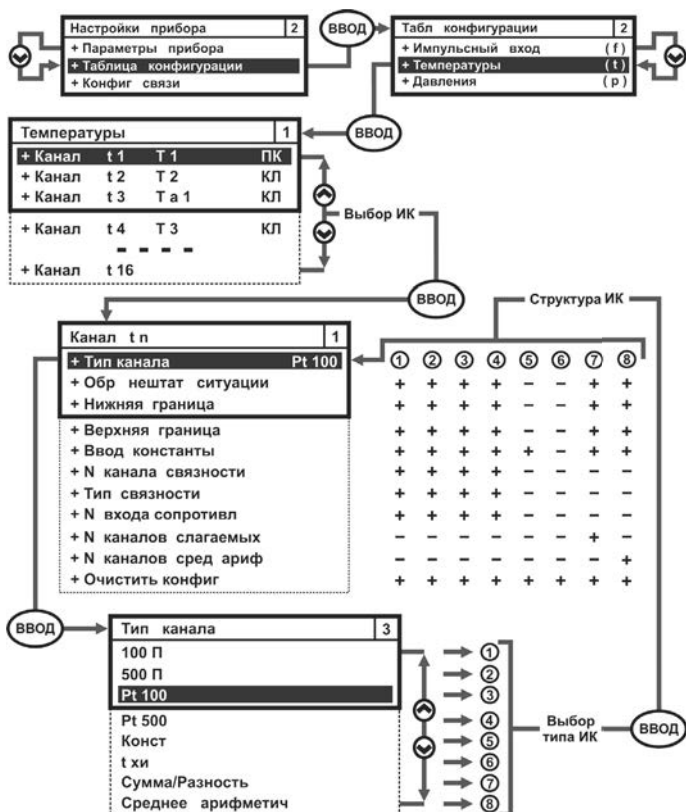 Настройки прибора 2
+ Параметры прибора
+ Таблица конфигурации
+ Конфиг связи
ВВОД
Табл конфигурации 2
+ Импульсный вход (f)
+ Температуры (t)
+ Давления (p)
ВВОД
Температуры 1
+ Канал t 1 T 1 ПК
+ Канал t 2 T 2 КЛ
+ Канал t 3 T a 1 КЛ
+ Канал t 4 T 3 КЛ
- - - -
+ Канал t 16
Выбор ИК
ВВОД
Структура ИК
Канал t n 1
+ Тип канала Pt 100 1 2 3 4 5 6 7 8
+ Обр нештат ситуации + + + + – – + +
+ Нижняя граница + + + + – – + +
+ Верхняя граница + + + + – – + +
+ Ввод константы + + + + + – + +
+ N канала связности + + + + – – – –
+ Тип связности + + + + – – – –
+ N входа сопротивл + + + + – – – –
+ N каналов слагаемых – – – – – – + –
+ N каналов сред ариф – – – – – – – +
+ Очистить конфиг + + + + + + + +
ВВОД
Тип канала 3
100 П 1
500 П 2
Pt 100 3
Pt 500 4
Конст 5
t хи 6
Сумма/Разность 7
Среднее арифметич 8
Выбор
типа ИК
ВВОД